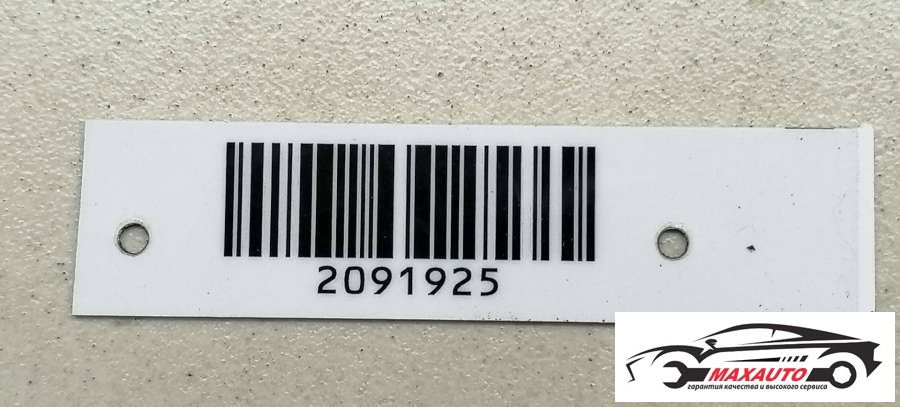 2091925
MAXAUTO
гарантия качества и высокого сервиса